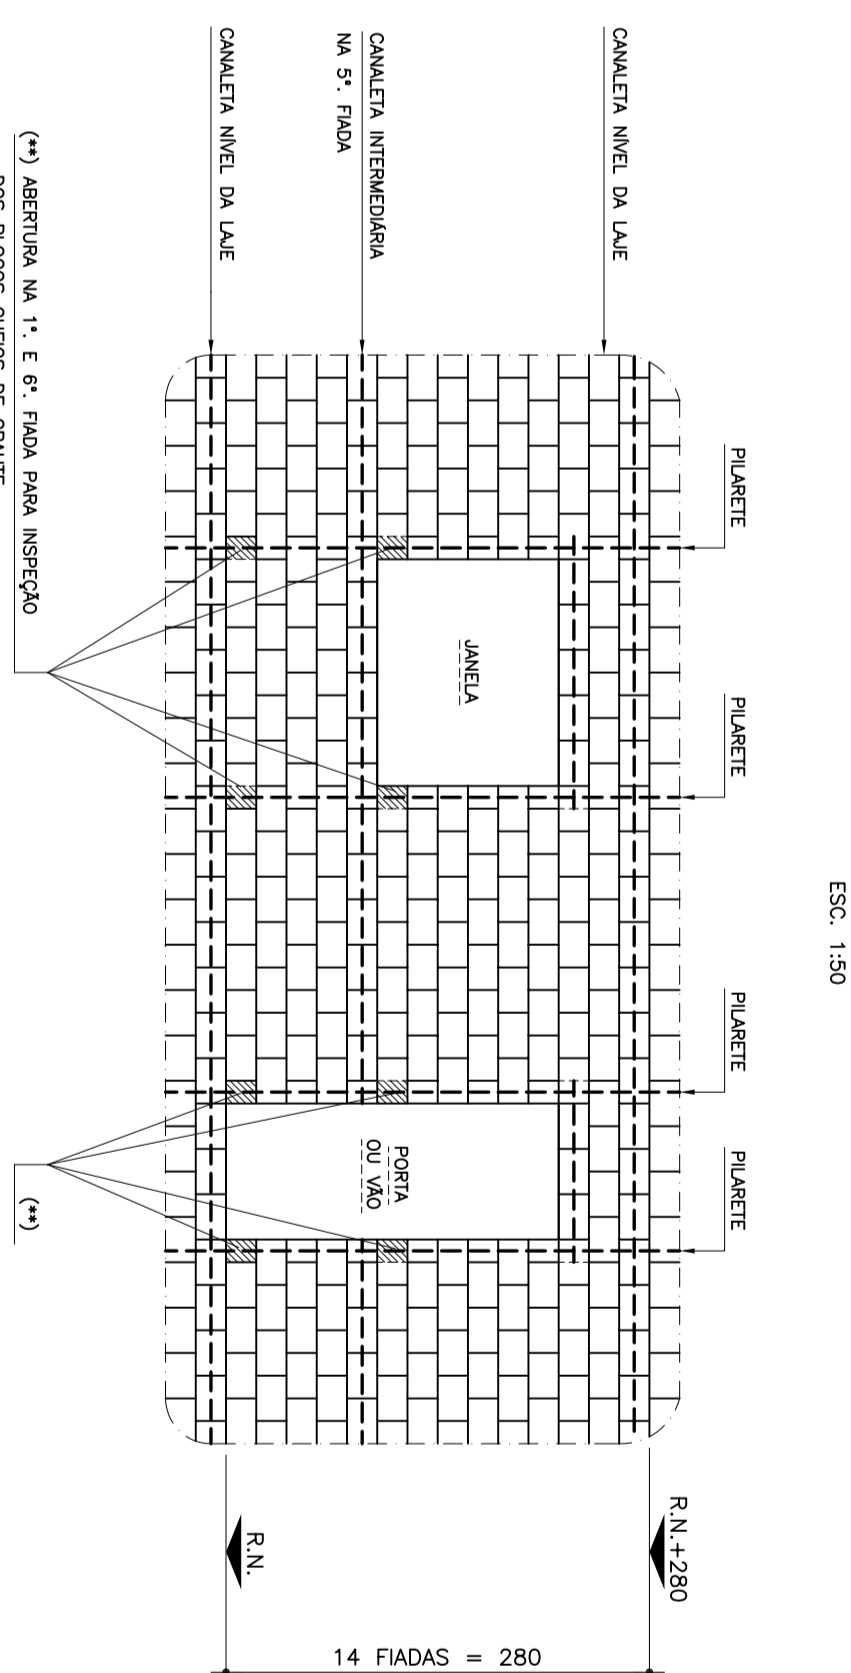 ESC. 1:50
PILARETE
PILARETE
PILARETE
PILARETE
CANALETA NÍVEL DA LAJE
CANALETA INTERMEDIÁRIA
NA 5ª. FIADA
CANALETA NÍVEL DA LAJE
JANELA
PORTA
OU VÃO
R.N.+280
R.N.
14 FIADAS = 280
(**) ABERTURA NA 1ª. E 6ª. FIADA PARA INSPEÇÃO
(**)